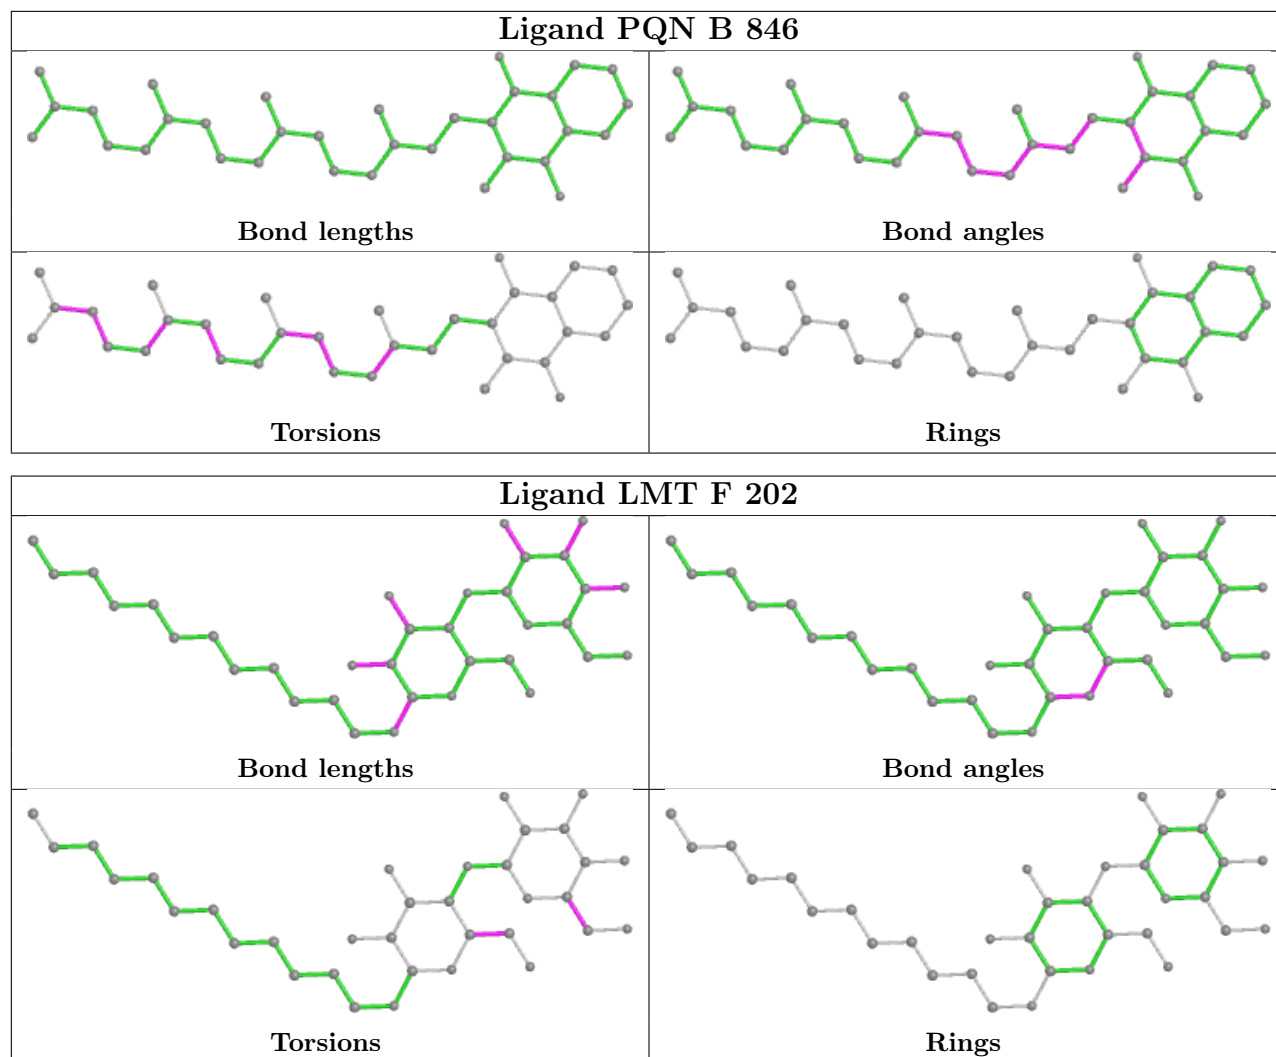 Ligand PQN B 846
Bond lengths
Bond angles
Torsions
Rings
Ligand LMT F 202
Bond lengths
Bond angles
Torsions
Rings